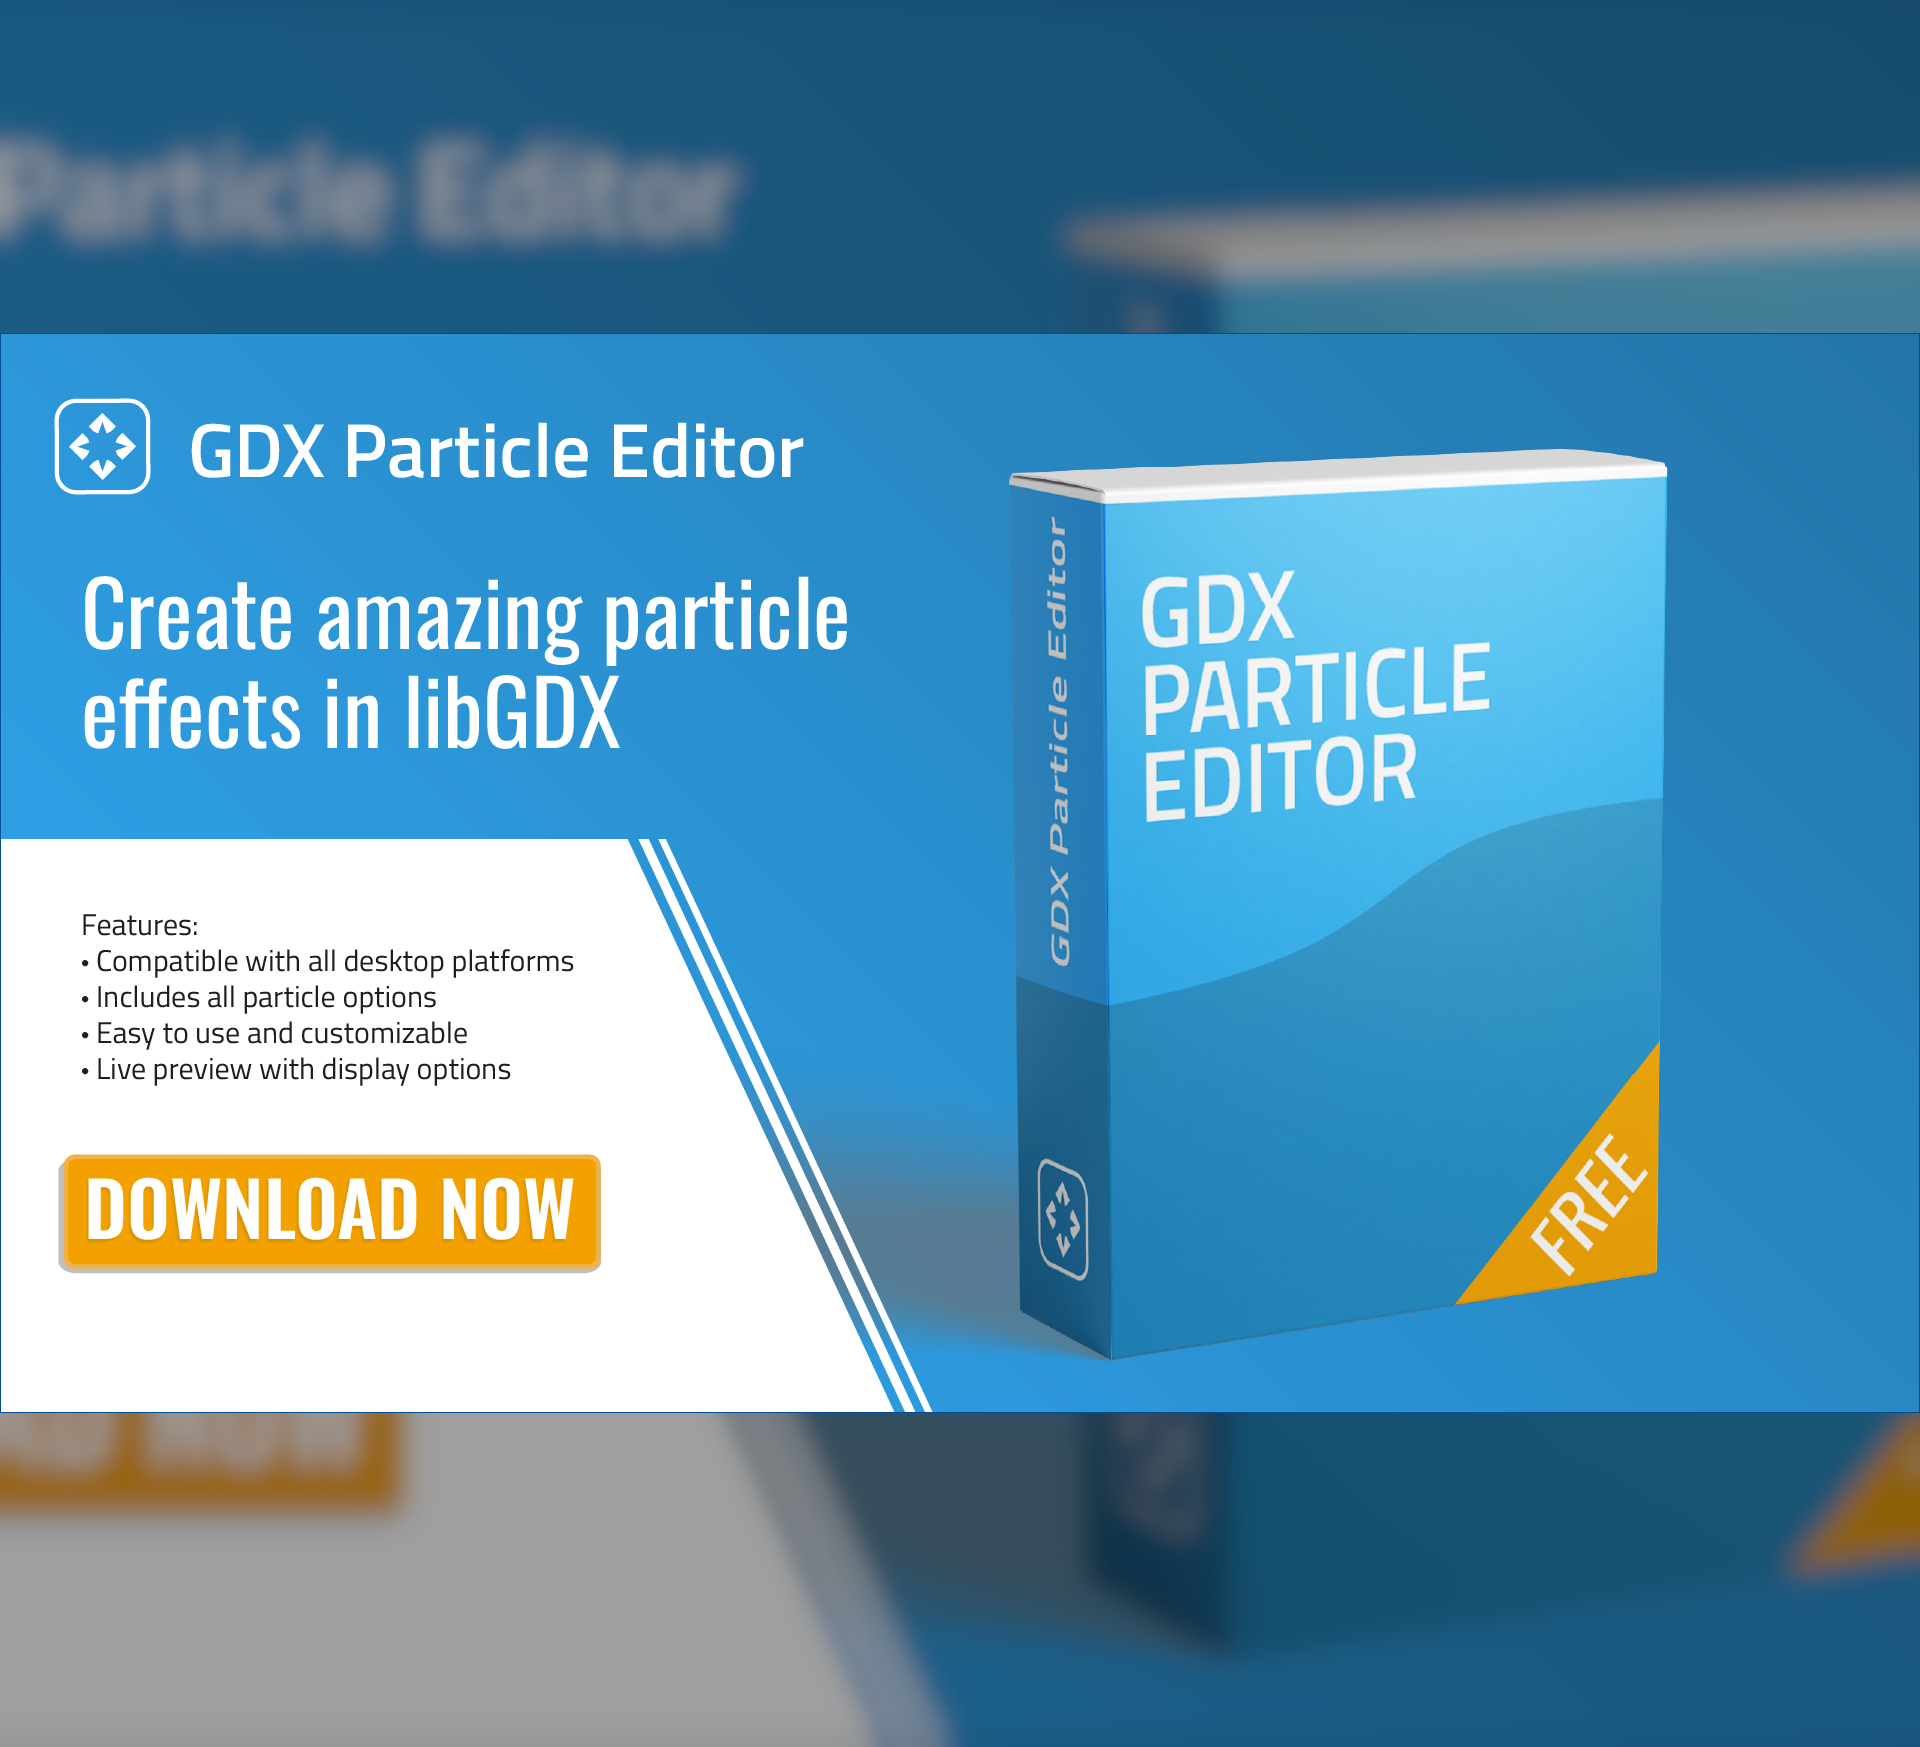 Particle Editor
GDX Particle Editor
Create amazing particle
effects in libGDX
Features:
• Compatible with all desktop platforms
• Includes all particle options
• Easy to use and customizable
• Live preview with display options
DOWNLOAD NOW
GDX Particle Editor
GDX
PARTICLE
EDITOR
FREE
NOW